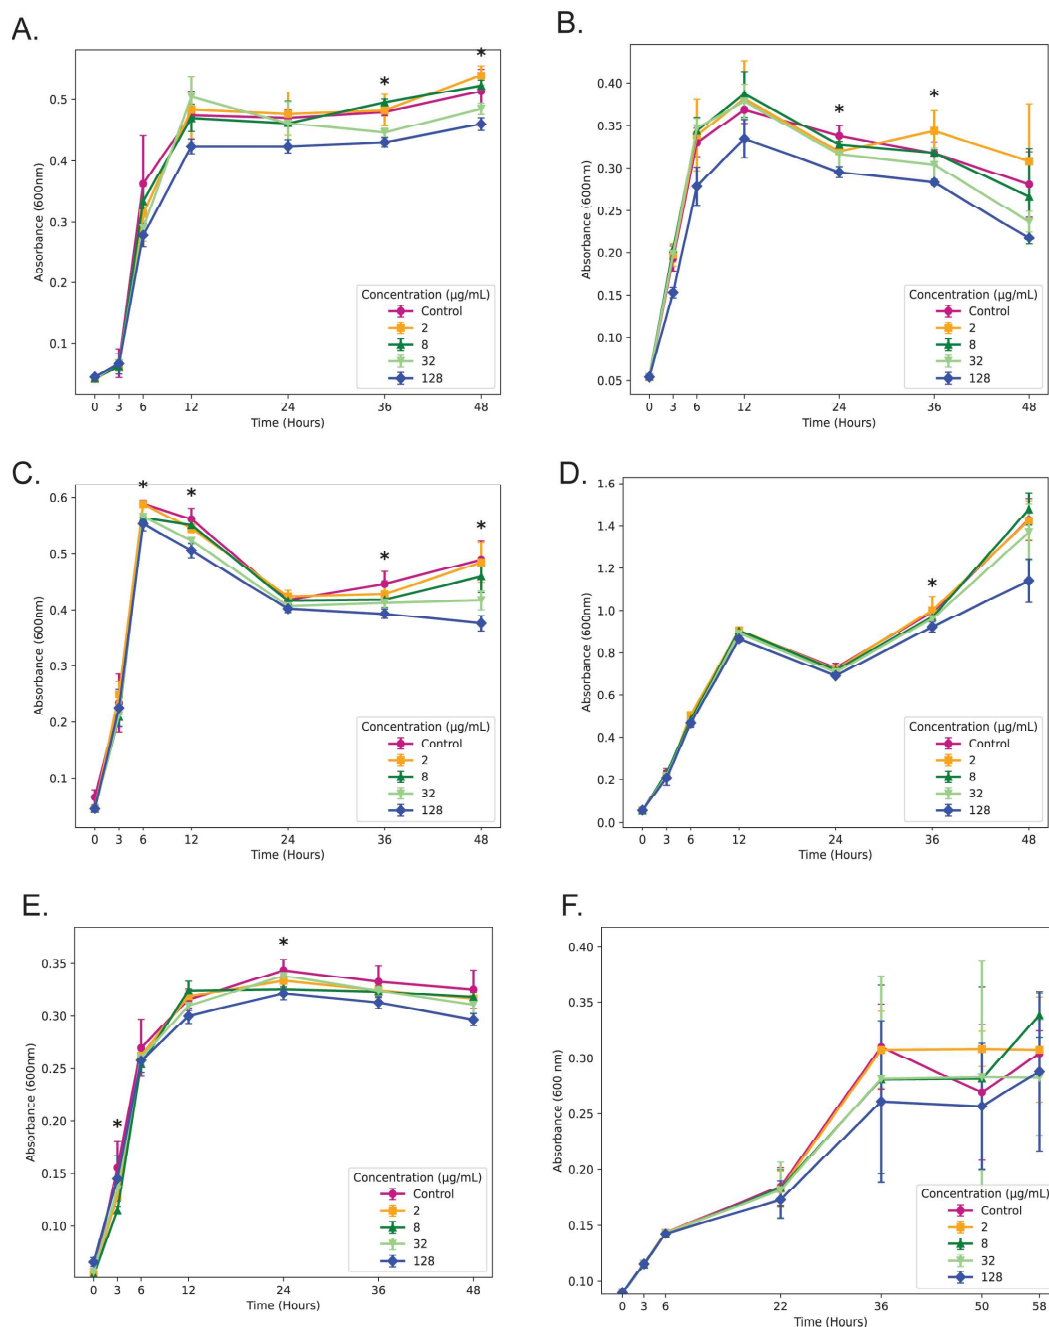 A.
*
*
0.5
0.4
0.3
0.2
0.1
Absorbance (600nm)
Concentration (µg/mL)
Control
2
8
32
128
0 3 6 12 24 36 48
Time (Hours)
B.
*
*
0.40
0.35
0.30
0.25
0.20
0.15
0.10
0.05
Absorbance (600nm)
Concentration (µg/mL)
Control
2
8
32
128
0 3 6 12 24 36 48
Time (Hours)
C.
*
*
*
*
0.6
0.5
0.4
0.3
0.2
0.1
Absorbance (600nm)
Concentration (µg/mL)
Control
2
8
32
128
0 3 6 12 24 36 48
Time (Hours)
D.
*
1.6
1.4
1.2
1.0
0.8
0.6
0.4
0.2
0.0
Absorbance (600nm)
Concentration (µg/mL)
Control
2
8
32
128
0 3 6 12 24 36 48
Time (Hours)
E.
*
*
0.35
0.30
0.25
0.20
0.15
0.10
Absorbance (600nm)
Concentration (µg/mL)
Control
2
8
32
128
0 3 6 12 24 36 48
Time (Hours)
F.
0.40
0.35
0.30
0.25
0.20
0.15
0.10
Absorbance (600 nm)
Concentration (µg/mL)
Control
2
8
32
128
0 3 6 22 36 50 58
Time (Hours)